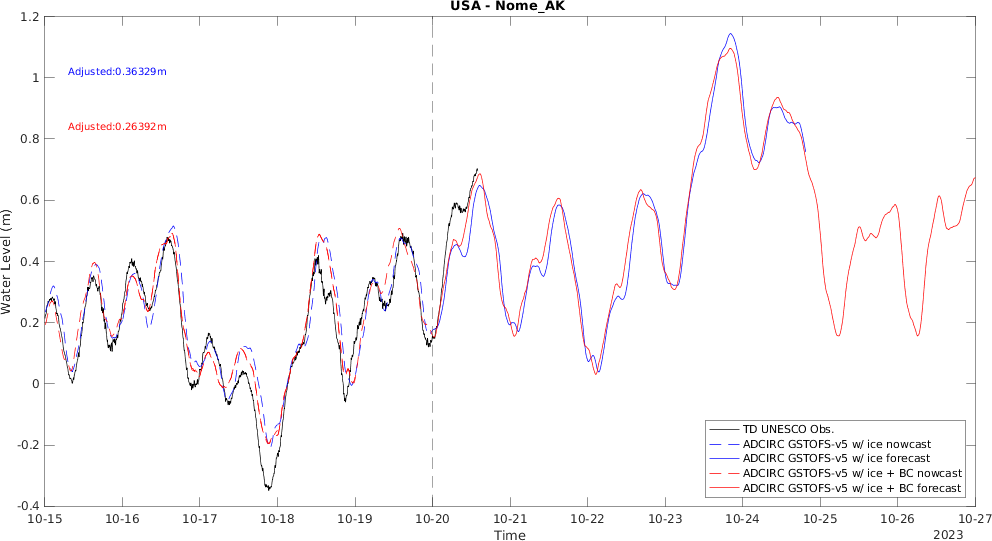 USA - Nome_AK
Adjusted:0.36329m
Adjusted:0.26392m
Water Level (m)
1.2
1
0.8
0.6
0.4
0.2
0
-0.2
-0.4
TD UNESCO Obs.
ADCIRC GSTOFS-v5 w/ ice nowcast
ADCIRC GSTOFS-v5 w/ ice forecast
ADCIRC GSTOFS-v5 w/ ice + BC nowcast
ADCIRC GSTOFS-v5 w/ ice + BC forecast
10-15 10-16 10-17 10-18 10-19 10-20 10-21 10-22 10-23 10-24 10-25 10-26 10-27
Time
2023